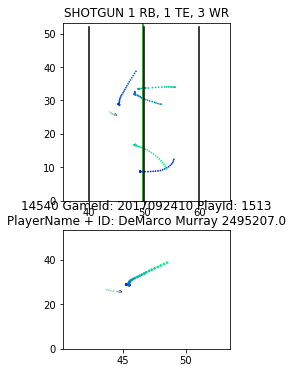 SHOTGUN 1 RB, 1 TE, 3 WR
50
40
30
20
10
0
40 50 60
14540 GameId: 2017092410 PlayId: 1513
PlayerName + ID: DeMarco Murray 2495207.0
40
20
0
45 50